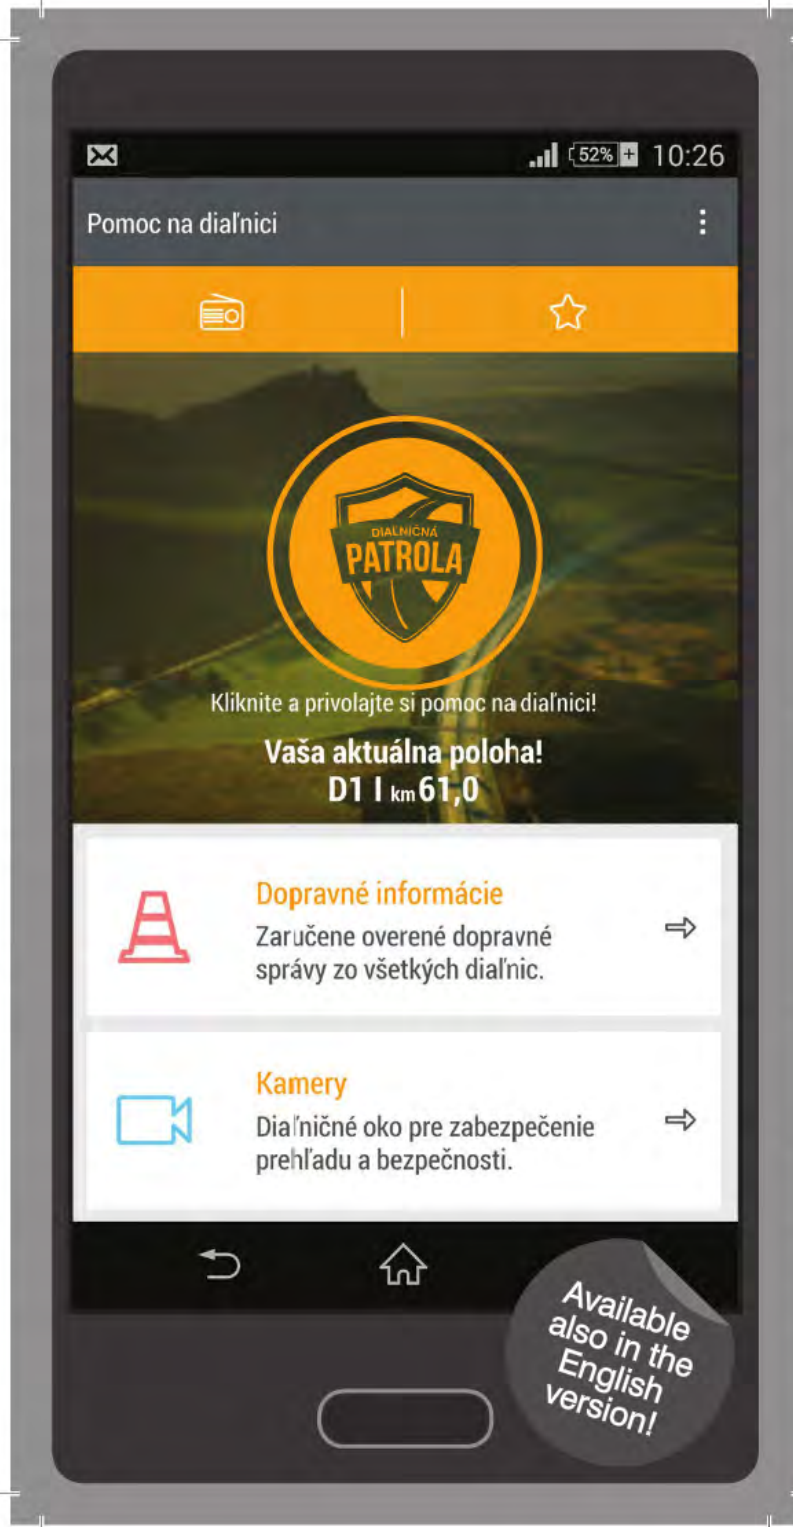 52% 10:26
Pomoc na diaľnici
DIAĽNIČNÁ
PATROLA
Kliknite a privolajte si pomoc na diaľnici!
Vaša aktuálna poloha!
D1 I km 61,0
Dopravné informácie
Zaručene overené dopravné
správy zo všetkých diaľnic.
Kamery
Diaľničné oko pre zabezpečenie
prehľadu a bezpečnosti.
Available
also in the
English
version!